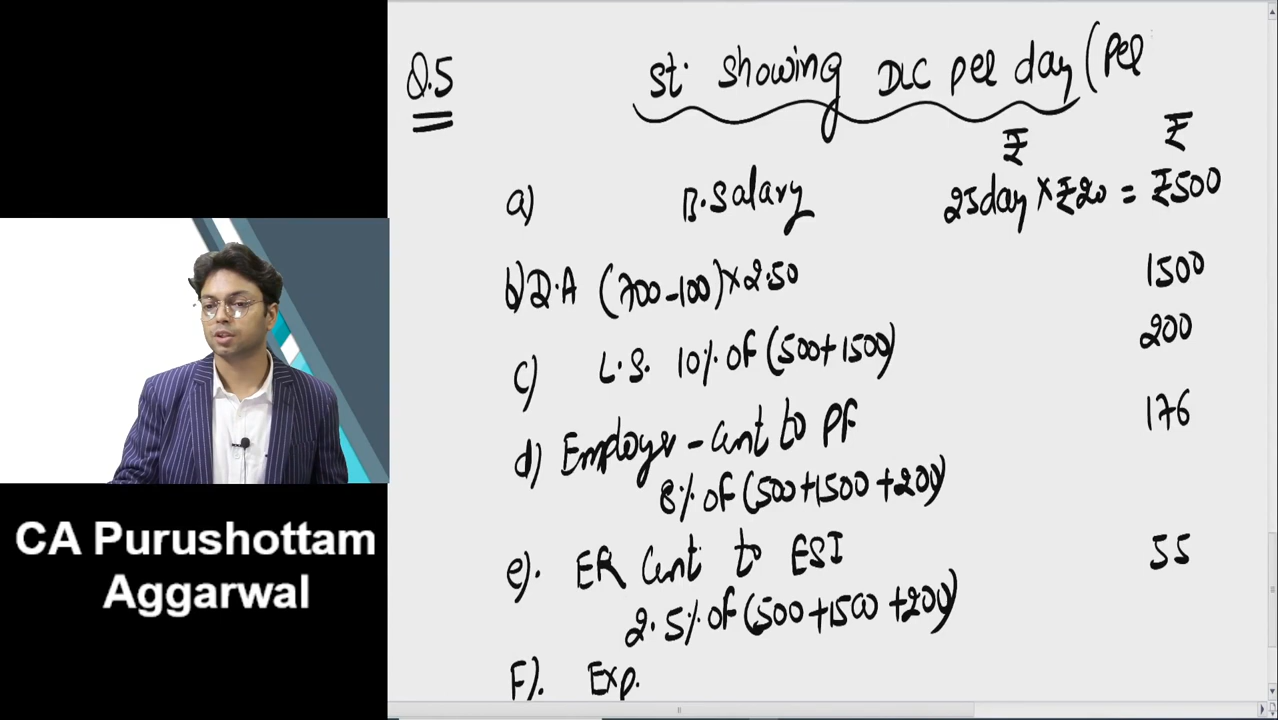 Q.5
St. Showing DLC per day (Per
₹ ₹
a) B.Salary 25day × ₹20 = ₹500
b) D.A (700-100)×2.50 1500
c) L.S. 10% of (500+1500) 200
d) Employer - Cont to PF 176
8% of (500+1500+200)
e). ER Cont to ESI 55
2.5% of (500+1500+200)
F). Exp.
CA Purushottam
Aggarwal